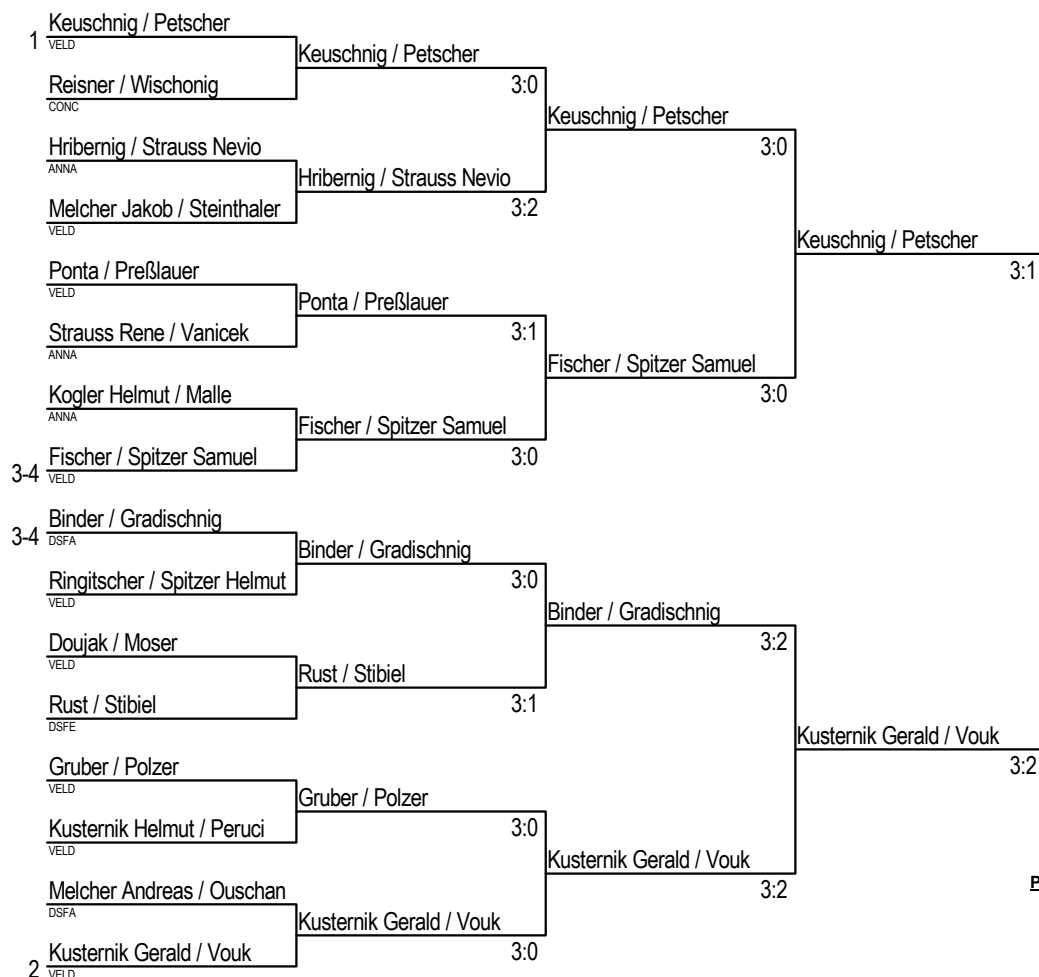 Keuschnig / Petscher
1 VELD
Keuschnig / Petscher
Reisner / Wischonig
3:0
CONC
Keuschnig / Petscher
Hribernig / Strauss Nevio
3:0
ANNA
Hribernig / Strauss Nevio
Melcher Jakob / Steinthaler
3:2
VELD
Keuschnig / Petscher
Ponta / Preßlauer
3:1
VELD
Ponta / Preßlauer
Strauss Rene / Vanicek
3:1
ANNA
Fischer / Spitzer Samuel
Kogler Helmut / Malle
3:0
ANNA
Fischer / Spitzer Samuel
Fischer / Spitzer Samuel
3:0
3-4 VELD
Binder / Gradischnig
3-4 DSFA
Binder / Gradischnig
Ringitscher / Spitzer Helmut
3:0
VELD
Binder / Gradischnig
Doujak / Moser
3:2
VELD
Rust / Stibiel
Rust / Stibiel
3:1
DSFE
Kusternik Gerald / Vouk
Gruber / Polzer
3:2
VELD
Gruber / Polzer
Kusternik Helmut / Peruci
3:0
VELD
Kusternik Gerald / Vouk
Melcher Andreas / Ouschan
3:2
P
DSFA
Kusternik Gerald / Vouk
Kusternik Gerald / Vouk
3:0
2 VELD